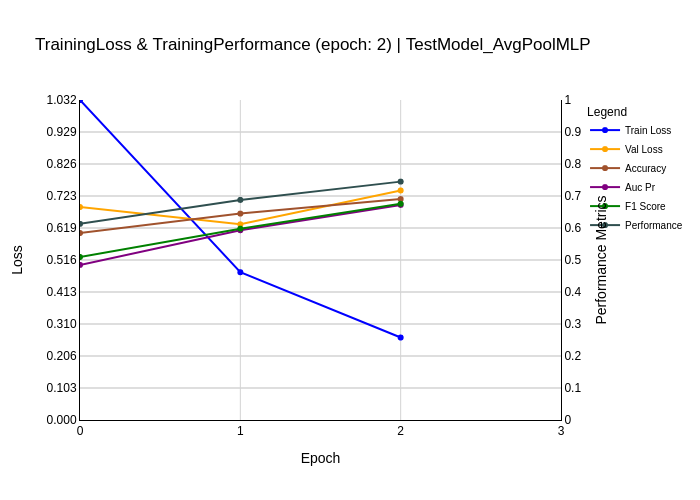 TrainingLoss & TrainingPerformance (epoch: 2) | TestModel_AvgPoolMLP
1.032
0.929
0.826
0.723
0.619
0.516
0.413
0.310
0.206
0.103
0.000
Loss
0
1
2
3
Epoch
1
0.9
0.8
0.7
0.6
0.5
0.4
0.3
0.2
0.1
0
Performance Metrics
Legend
Train Loss
Val Loss
Accuracy
Auc Pr
F1 Score
Performance